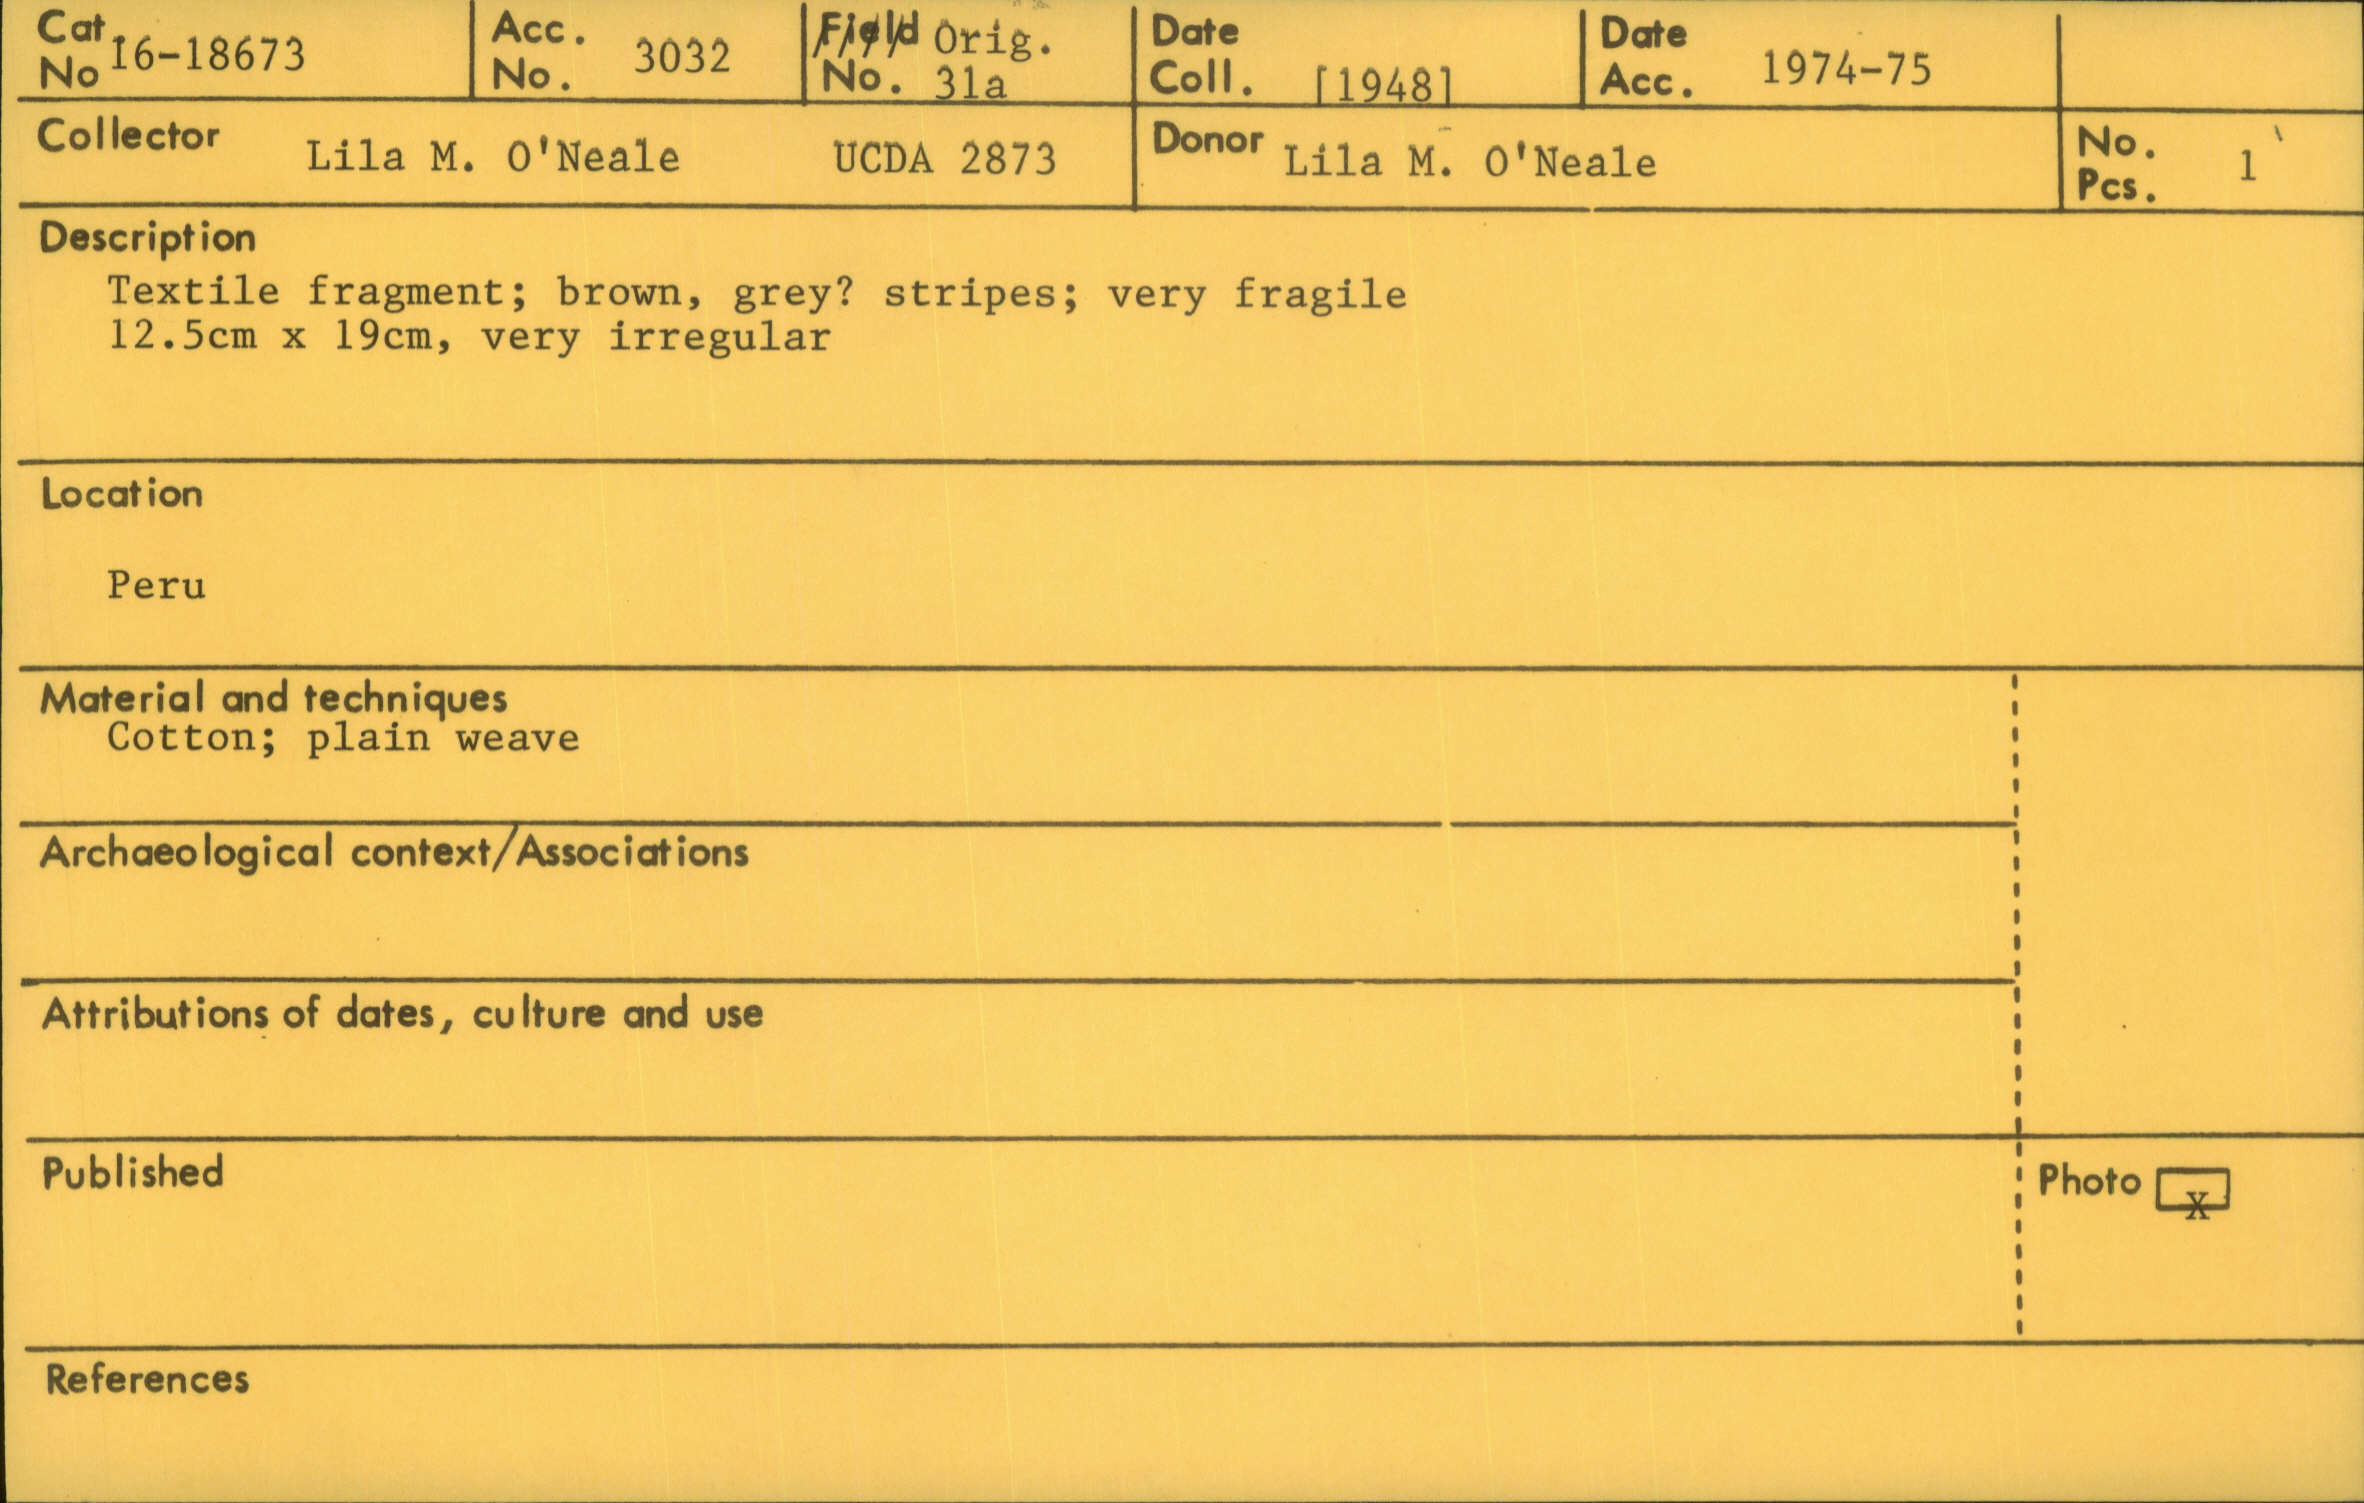 Cat. No 16-18673 Acc. No. 3032 Field Orig. No. 31a Date Coll. [1948] Date Acc. 1974-75
Collector Lila M. O'Neale UCDA 2873 Donor Lila M. O'Neale No. Pcs. 1
Description
Textile fragment; brown, grey? stripes; very fragile
12.5cm x 19cm, very irregular
Location
Peru
Material and techniques
Cotton; plain weave
Archaeological context/Associations
Attributions of dates, culture and use
Published
Photo X
References